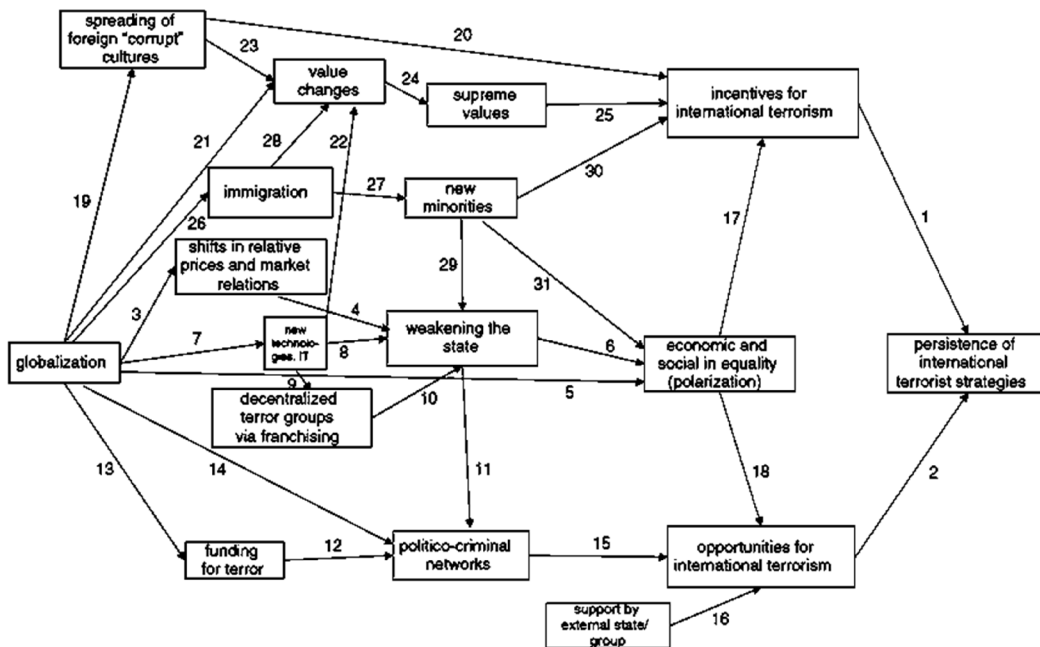 spreading of
foreign "corrupt"
cultures
20
23
value
changes
24
supreme
values
25
incentives for
international terrorism
21
28
22
30
immigration
27
new
minorities
19
26
17
1
shifts in relative
prices and market
relations
29
31
3
4
globalization
7
new
technolo-
gies, IT
8
weakening the
state
6
economic and
social in equality
(polarization)
persistence of
international
terrorist strategies
9
5
decentralized
terror groups
via franchising
10
13
14
11
18
2
funding
for terror
12
politico-criminal
networks
15
opportunities for
international terrorism
support by
external state/
group
16